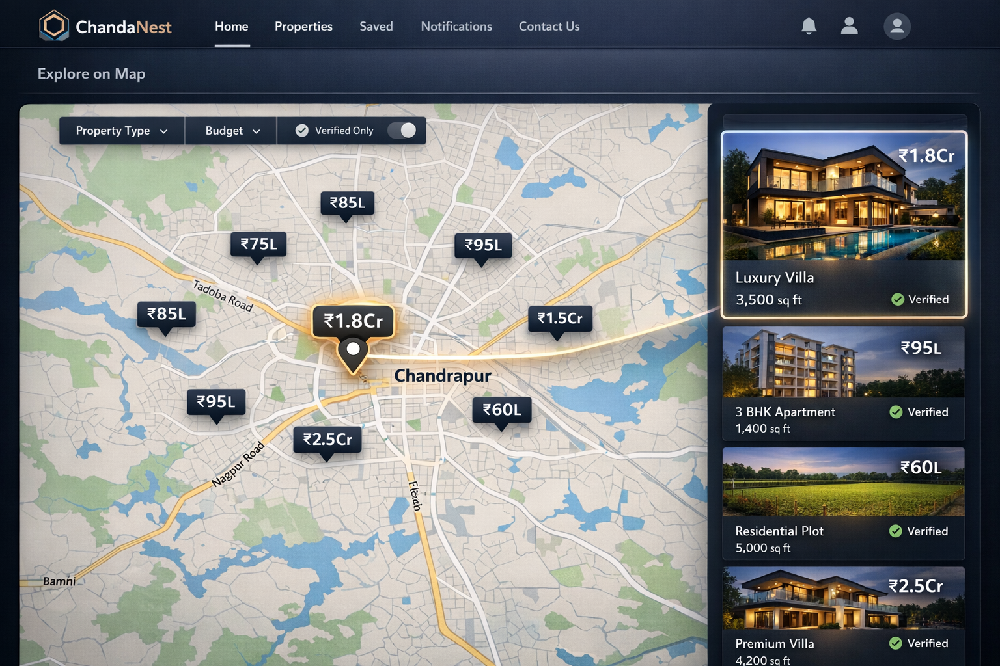 ChandaNest
Home
Properties
Saved
Notifications
Contact Us
Explore on Map
Property Type
Budget
Verified Only
₹85L
₹75L
₹95L
Tadoba Road
₹85L
₹1.8Cr
₹1.5Cr
Chandrapur
₹95L
₹60L
₹2.5Cr
Nagpur Road
Bamni
₹1.8Cr
Luxury Villa
3,500 sq ft
Verified
₹95L
3 BHK Apartment
Verified
1,400 sq ft
₹60L
Residential Plot
Verified
5,000 sq ft
₹2.5Cr
Premium Villa
Verified
4,200 sq ft